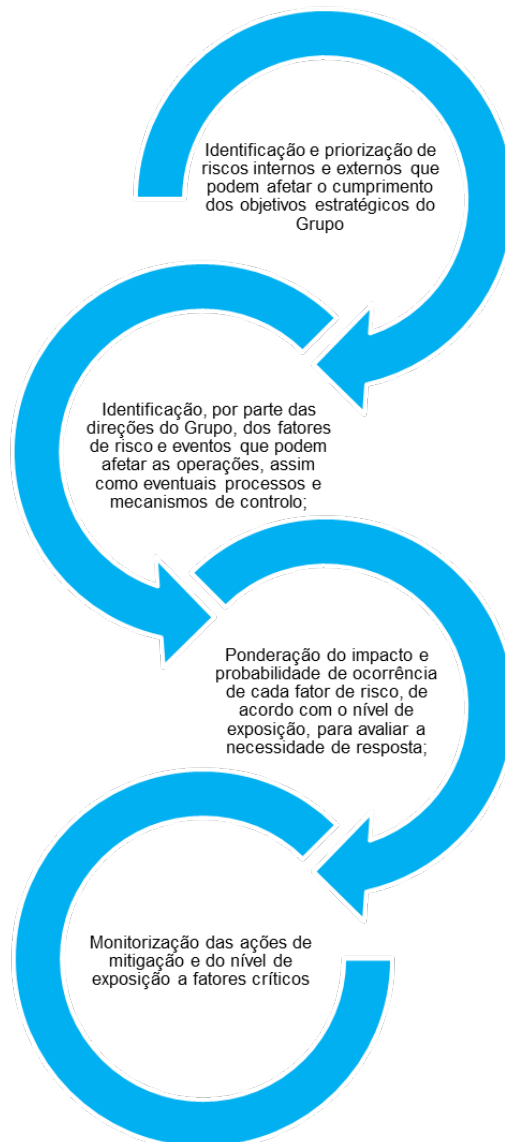 Identificação e priorização de
riscos internos e externos que
podem afetar o cumprimento
dos objetivos estratégicos do
Grupo
Identificação, por parte das
direções do Grupo, dos fatores
de risco e eventos que podem
afetar as operações, assim
como eventuais processos e
mecanismos de controlo;
Ponderação do impacto e
probabilidade de ocorrência
de cada fator de risco, de
acordo com o nível de
exposição, para avaliar a
necessidade de resposta;
Monitorização das ações de
mitigação e do nível de
exposição a fatores críticos